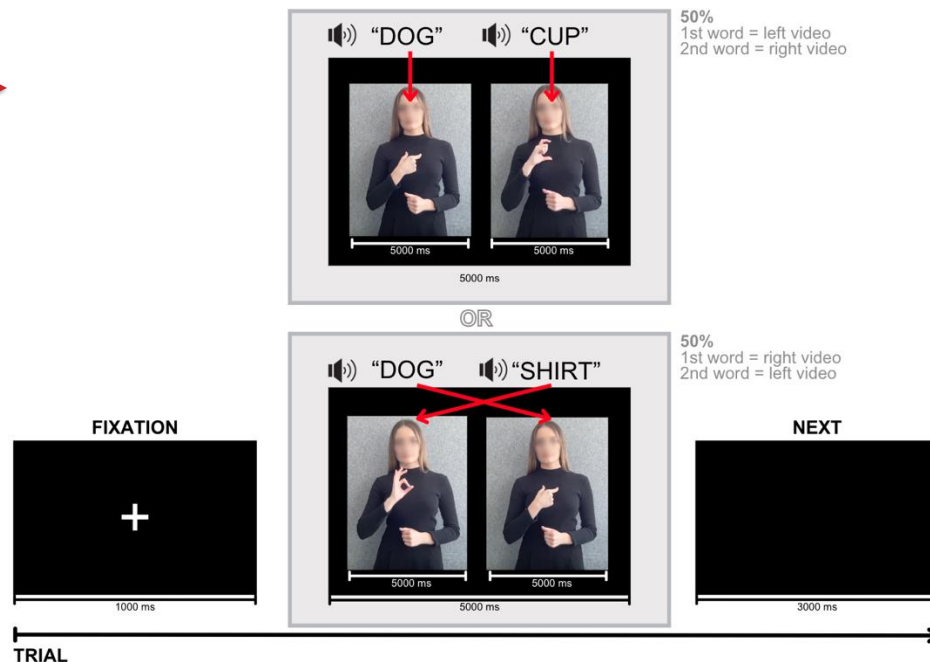 “DOG” “CUP”
50%
1st word = left video
2nd word = right video
5000 ms 5000 ms
5000 ms
OR
“DOG” “SHIRT”
50%
1st word = right video
2nd word = left video
FIXATION
NEXT
+
5000 ms 5000 ms
1000 ms
5000 ms
3000 ms
TRIAL